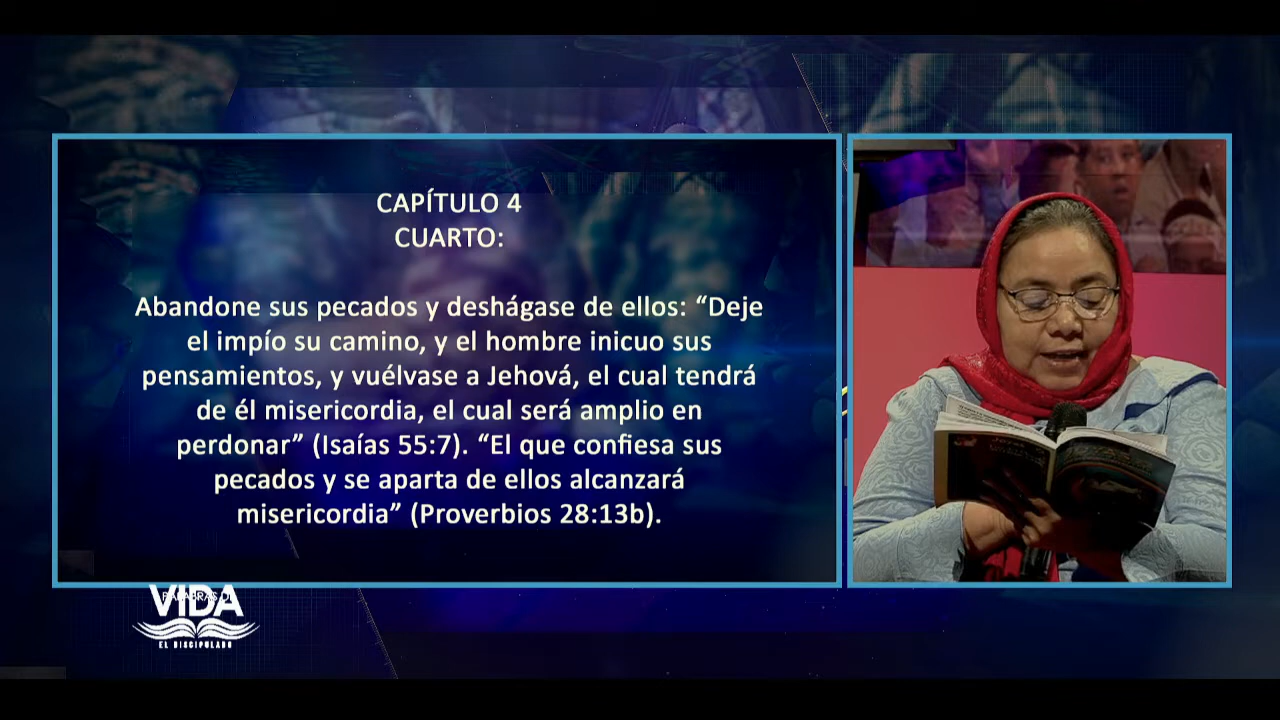 CAPÍTULO 4
CUARTO:
Abandone sus pecados y deshágase de ellos: “Deje
el impío su camino, y el hombre inicuo sus
pensamientos, y vuélvase a Jehová, el cual tendrá
de él misericordia, el cual será amplio en
perdonar” (Isaías 55:7). “El que confiesa sus
pecados y se aparta de ellos alcanzará
misericordia” (Proverbios 28:13b).
PALABRAS DE
VIDA
EL DISCIPULADO